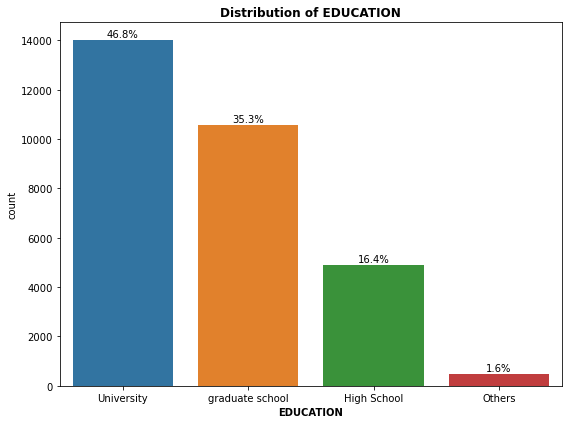 Distribution of EDUCATION
14000
12000
10000
8000
6000
4000
2000
0
count
46.8%
35.3%
16.4%
1.6%
University
graduate school
High School
Others
EDUCATION